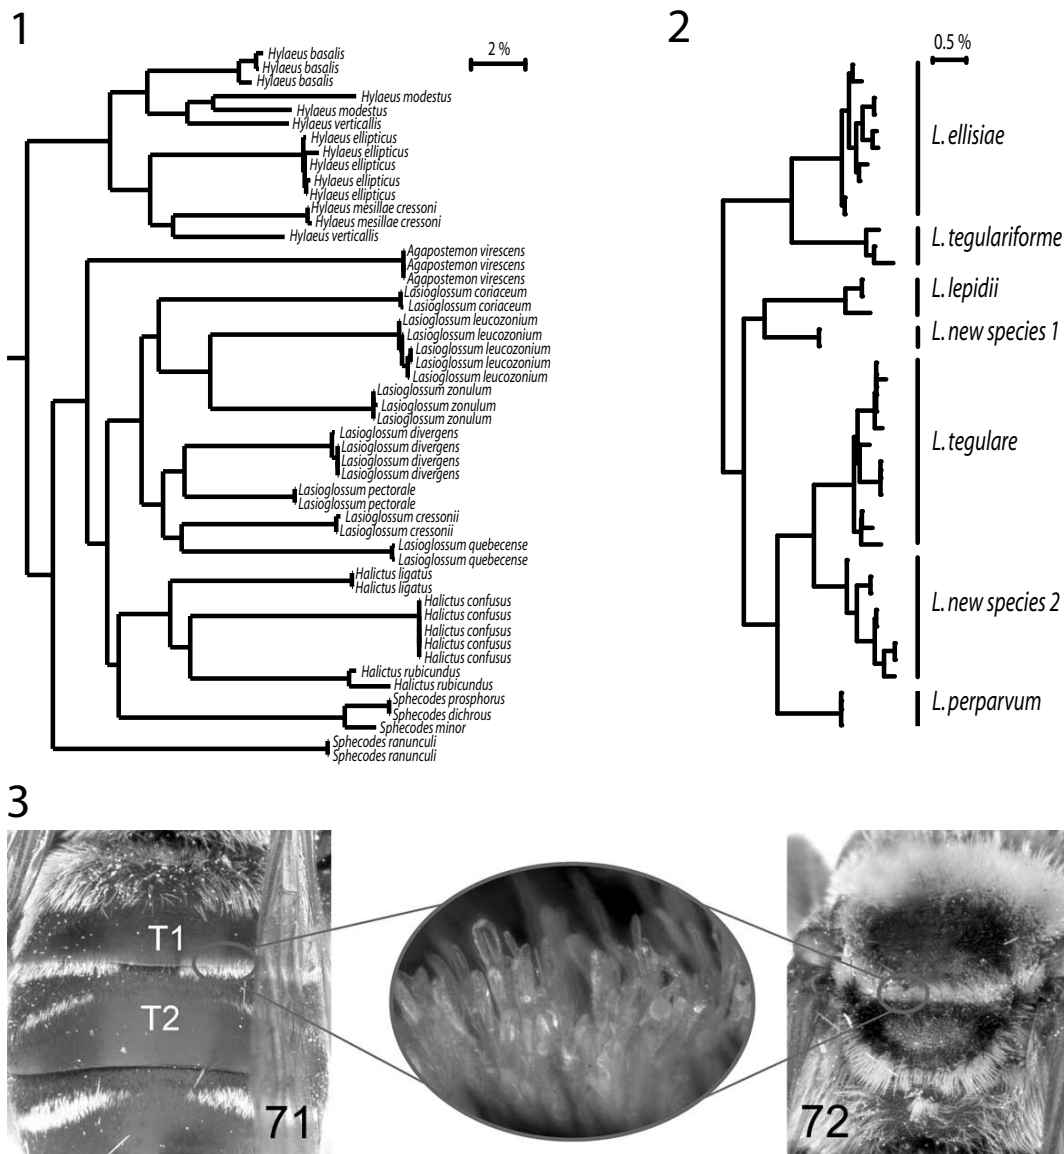 1
2 %
Hylaeus basalis
Hylaeus basalis
Hylaeus basalis
Hylaeus modestus
Hylaeus modestus
Hylaeus verticallis
Hylaeus ellipticus
Hylaeus ellipticus
Hylaeus ellipticus
Hylaeus ellipticus
Hylaeus ellipticus
Hylaeus mesillae cressoni
Hylaeus mesillae cressoni
Hylaeus verticallis
Agapostemon virescens
Agapostemon virescens
Agapostemon virescens
Lasioglossum coriaceum
Lasioglossum coriaceum
Lasioglossum leucozonium
Lasioglossum leucozonium
Lasioglossum leucozonium
Lasioglossum leucozonium
Lasioglossum leucozonium
Lasioglossum zonulum
Lasioglossum zonulum
Lasioglossum zonulum
Lasioglossum divergens
Lasioglossum divergens
Lasioglossum divergens
Lasioglossum divergens
Lasioglossum pectorale
Lasioglossum pectorale
Lasioglossum cressonii
Lasioglossum cressonii
Lasioglossum quebecense
Lasioglossum quebecense
Halictus ligatus
Halictus ligatus
Halictus confusus
Halictus confusus
Halictus confusus
Halictus confusus
Halictus confusus
Halictus rubicundus
Halictus rubicundus
Sphecodes prosphorus
Sphecodes dichrous
Sphecodes minor
Sphecodes ranunculi
Sphecodes ranunculi
2
0.5 %
L. ellisiae
L. tegulariforme
L. lepidii
L. new species 1
L. tegulare
L. new species 2
L. perparvum
3
T1
T2
71
72